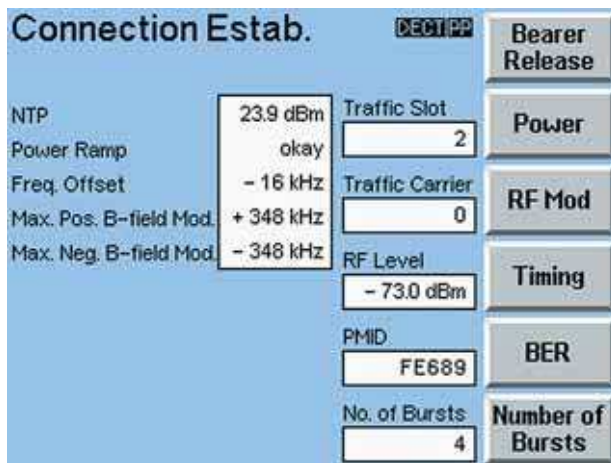 Connection Estab.
DECT PP
NTP 23.9 dBm
Power Ramp okay
Freq. Offset – 16 kHz
Max. Pos. B–field Mod. + 348 kHz
Max. Neg. B–field Mod. – 348 kHz
Traffic Slot
2
Traffic Carrier
0
RF Level
– 73.0 dBm
PMID
FE689
No. of Bursts
4
Bearer
Release
Power
RF Mod
Timing
BER
Number of
Bursts